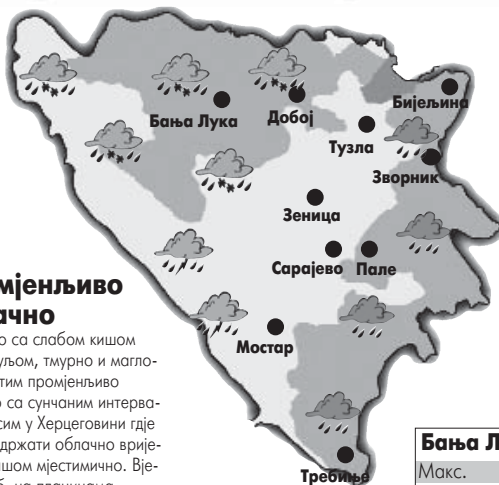 Бања Лука
Добој
Бијељина
Тузла
Зворник
Зеница
Сарајево
Пале
Мостар
Требиње
мјенљиво
ачно
о са слабом кишом
уљом, тмурно и магло-
тим промјенљиво
о са сунчаним интерва-
сим у Херцеговини гдје
држати облачно врије-
ишом мјестимично. Вје-
Бања Л
Макс.